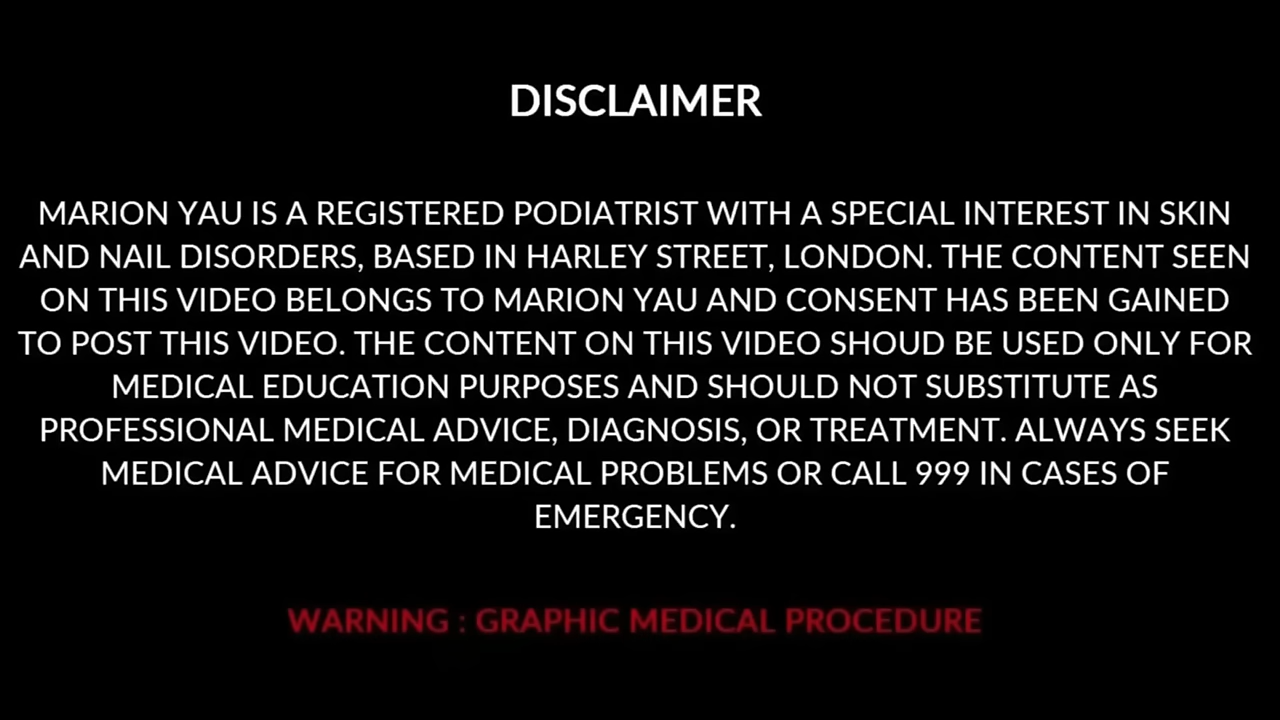 DISCLAIMER
MARION YAU IS A REGISTERED PODIATRIST WITH A SPECIAL INTEREST IN SKIN
AND NAIL DISORDERS, BASED IN HARLEY STREET, LONDON. THE CONTENT SEEN
ON THIS VIDEO BELONGS TO MARION YAU AND CONSENT HAS BEEN GAINED
TO POST THIS VIDEO. THE CONTENT ON THIS VIDEO SHOUD BE USED ONLY FOR
MEDICAL EDUCATION PURPOSES AND SHOULD NOT SUBSTITUTE AS
PROFESSIONAL MEDICAL ADVICE, DIAGNOSIS, OR TREATMENT. ALWAYS SEEK
MEDICAL ADVICE FOR MEDICAL PROBLEMS OR CALL 999 IN CASES OF
EMERGENCY.
WARNING : GRAPHIC MEDICAL PROCEDURE